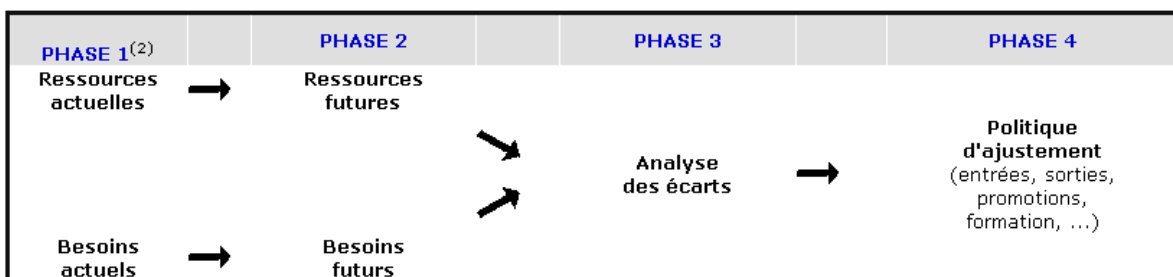 PHASE 1(2)
PHASE 2
PHASE 3
PHASE 4
Ressources
actuelles
Ressources
futures
Analyse
des écarts
Politique
d'ajustement
(entrées, sorties,
promotions,
formation, ...)
Besoins
actuels
Besoins
futurs